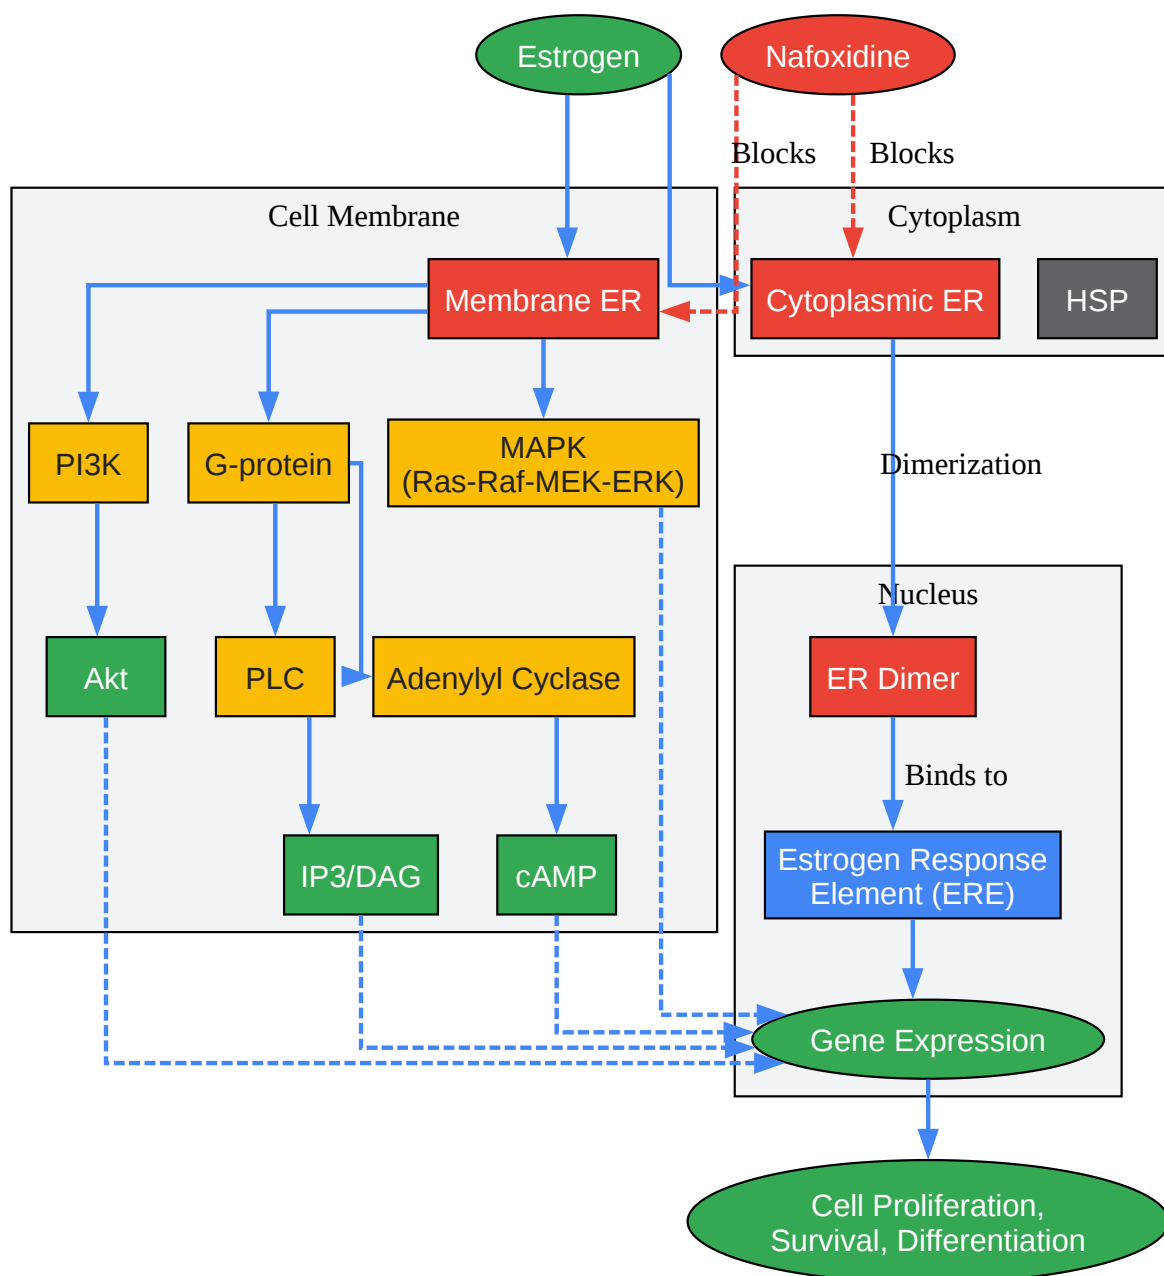 Estrogen
Nafoxidine
Blocks
Blocks
Cell Membrane
Cytoplasm
Membrane ER
Cytoplasmic ER
HSP
PI3K
G-protein
MAPK
(Ras-Raf-MEK-ERK)
Dimerization
Nucleus
Akt
PLC
Adenylyl Cyclase
ER Dimer
Binds to
IP3/DAG
cAMP
Estrogen Response
Element (ERE)
Gene Expression
Cell Proliferation,
Survival, Differentiation